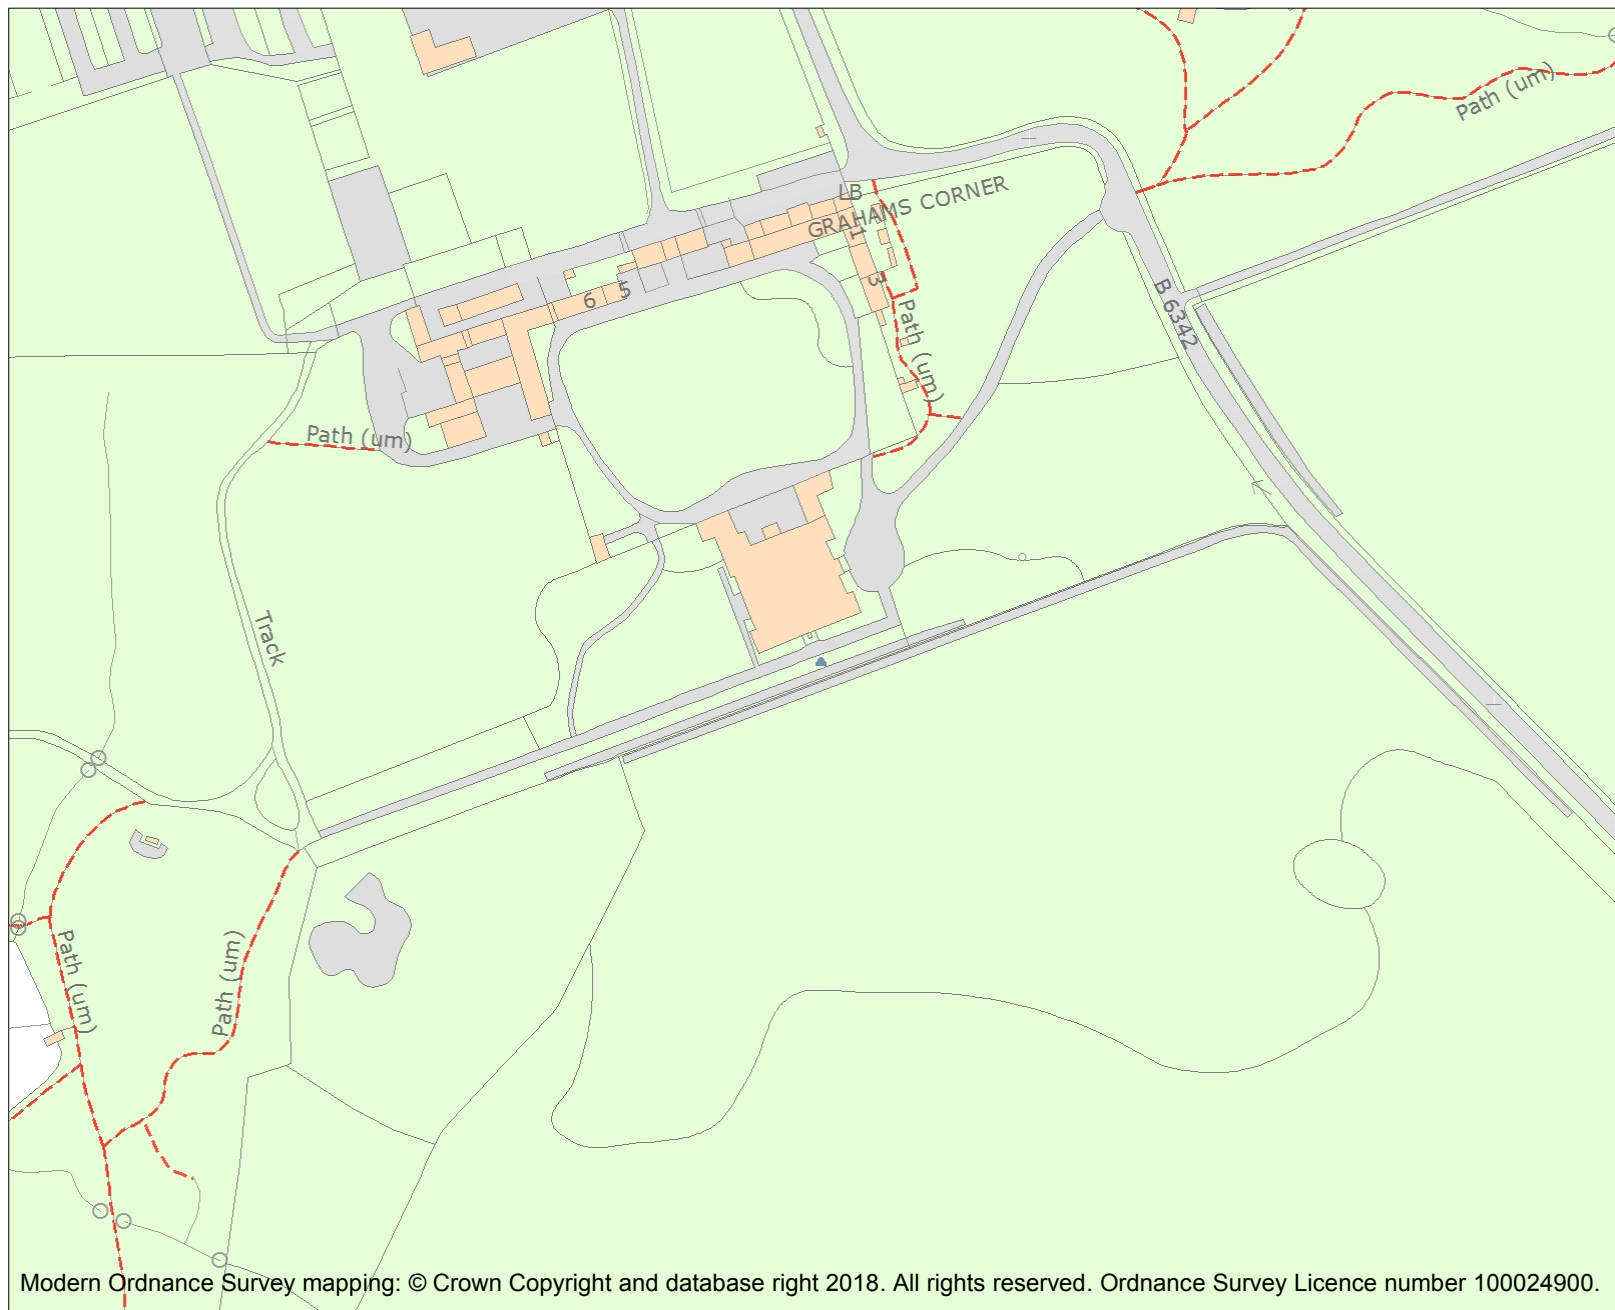 Path (um)
LB
GRAHAMS CORNER
1
3
6 5
B 6342
Path (um)
Path (um)
Track
Path (um)
Path (um)
Modern Ordnance Survey mapping: © Crown Copyright and database right 2018. All rights reserved. Ordnance Survey Licence number 100024900.